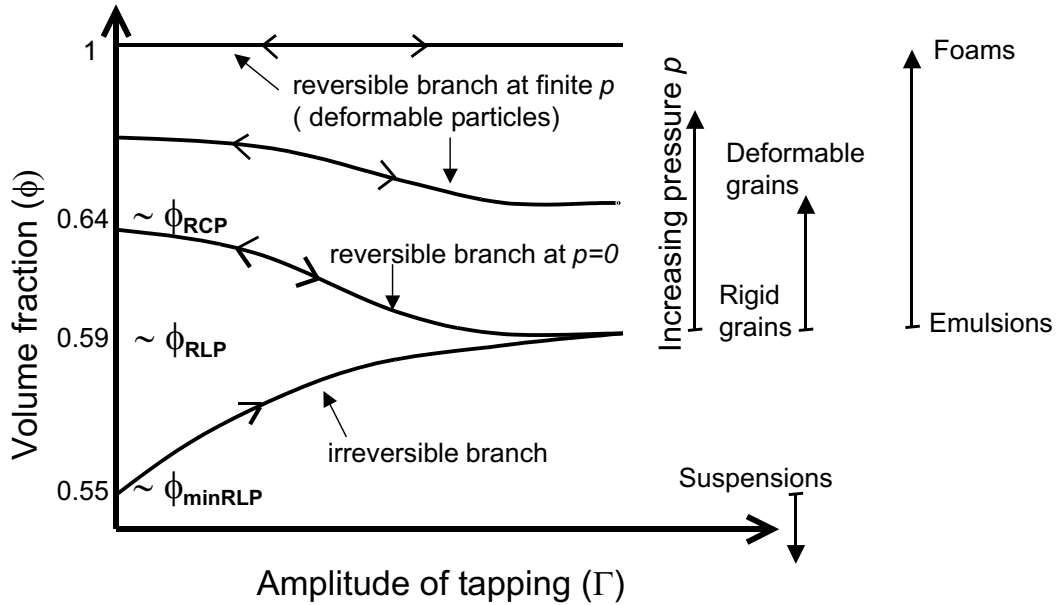 1
reversible branch at finite p
( deformable particles)
Foams
Deformable
grains
Increasing pressure p
Volume fraction (ϕ)
0.64 ~ ϕRCP
reversible branch at p=0
Rigid
grains
Emulsions
0.59 ~ ϕRLP
irreversible branch
Suspensions
0.55 ~ ϕminRLP
Amplitude of tapping (Γ)